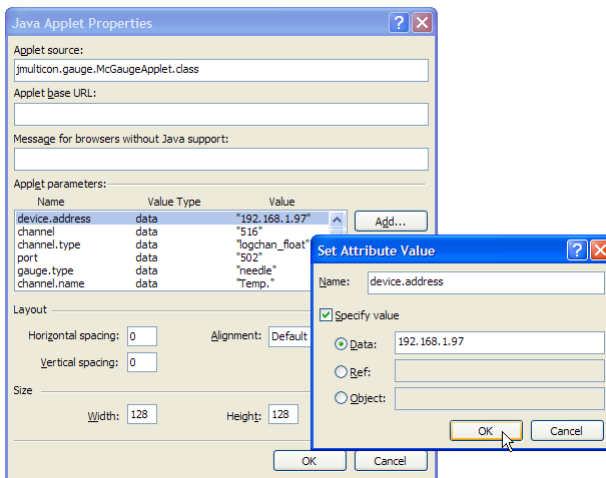 Java Applet Properties
Applet source:
jmulticon.gauge.McGaugeApplet.class
Applet base URL:
Message for browsers without Java support:
Applet parameters:
Name Value Type Value
device.address data "192.168.1.97"
channel data "516"
channel.type data "logchan_float"
port data "502"
gauge.type data "needle"
channel.name data "Temp."
Add...
Layout
Horizontal spacing: 0 Alignment: Default
Vertical spacing: 0
Size
Width: 128 Height: 128
OK Cancel
Set Attribute Value
Name: device.address
Specify value
Data: 192.168.1.97
Ref:
Object:
OK Cancel